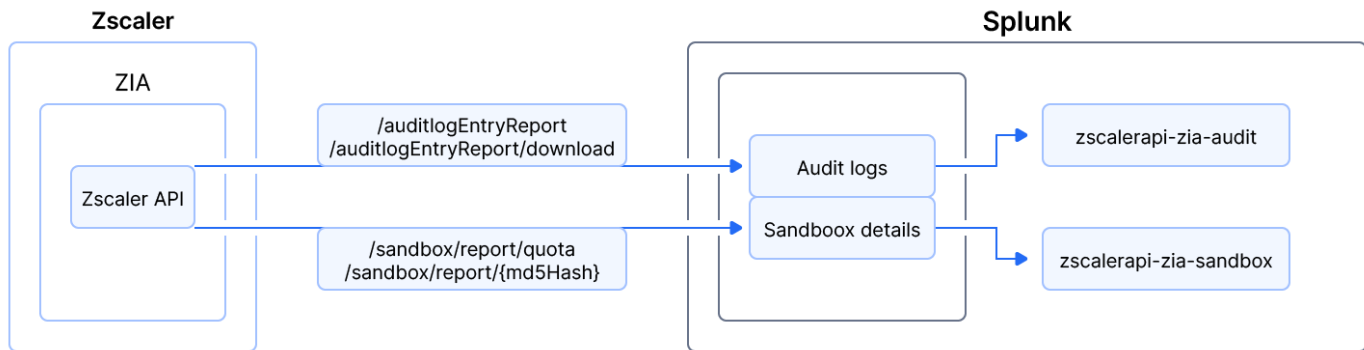 Zscaler
Splunk
ZIA
/auditlogEntryReport
/auditlogEntryReport/download
Audit logs
zscalerapi-zia-audit
Zscaler API
/sandbox/report/quota
/sandbox/report/{md5Hash}
Sandboox details
zscalerapi-zia-sandbox